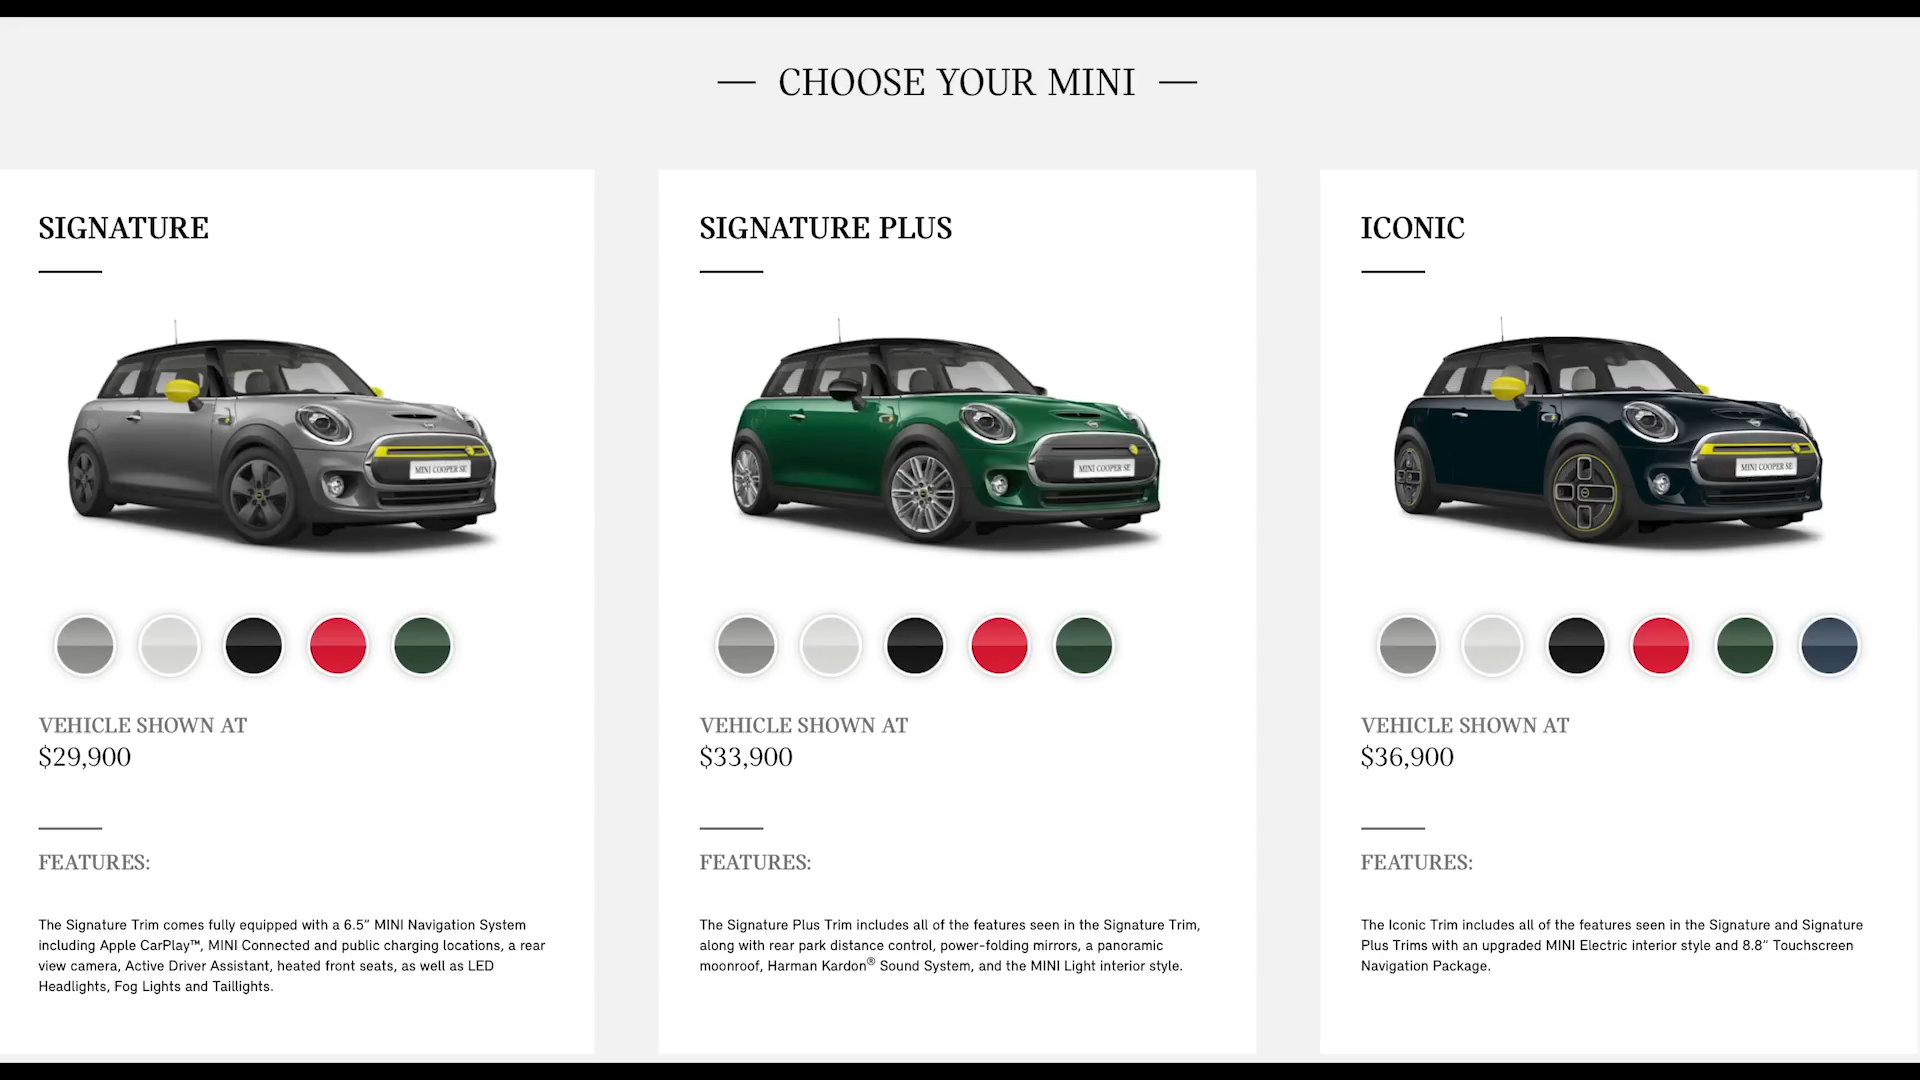 CHOOSE YOUR MINI
SIGNATURE
MINI COOPER SE
VEHICLE SHOWN AT
$29,900
FEATURES:
The Signature Trim comes fully equipped with a 6.5” MINI Navigation System
including Apple CarPlay™, MINI Connected and public charging locations, a rear
view camera, Active Driver Assistant, heated front seats, as well as LED
Headlights, Fog Lights and Taillights.
SIGNATURE PLUS
MINI COOPER SE
VEHICLE SHOWN AT
$33,900
FEATURES:
The Signature Plus Trim includes all of the features seen in the Signature Trim,
along with rear park distance control, power-folding mirrors, a panoramic
moonroof, Harman Kardon® Sound System, and the MINI Light interior style.
ICONIC
MINI COOPER SE
VEHICLE SHOWN AT
$36,900
FEATURES:
The Iconic Trim includes all of the features seen in the Signature and Signature
Plus Trims with an upgraded MINI Electric interior style and 8.8” Touchscreen
Navigation Package.